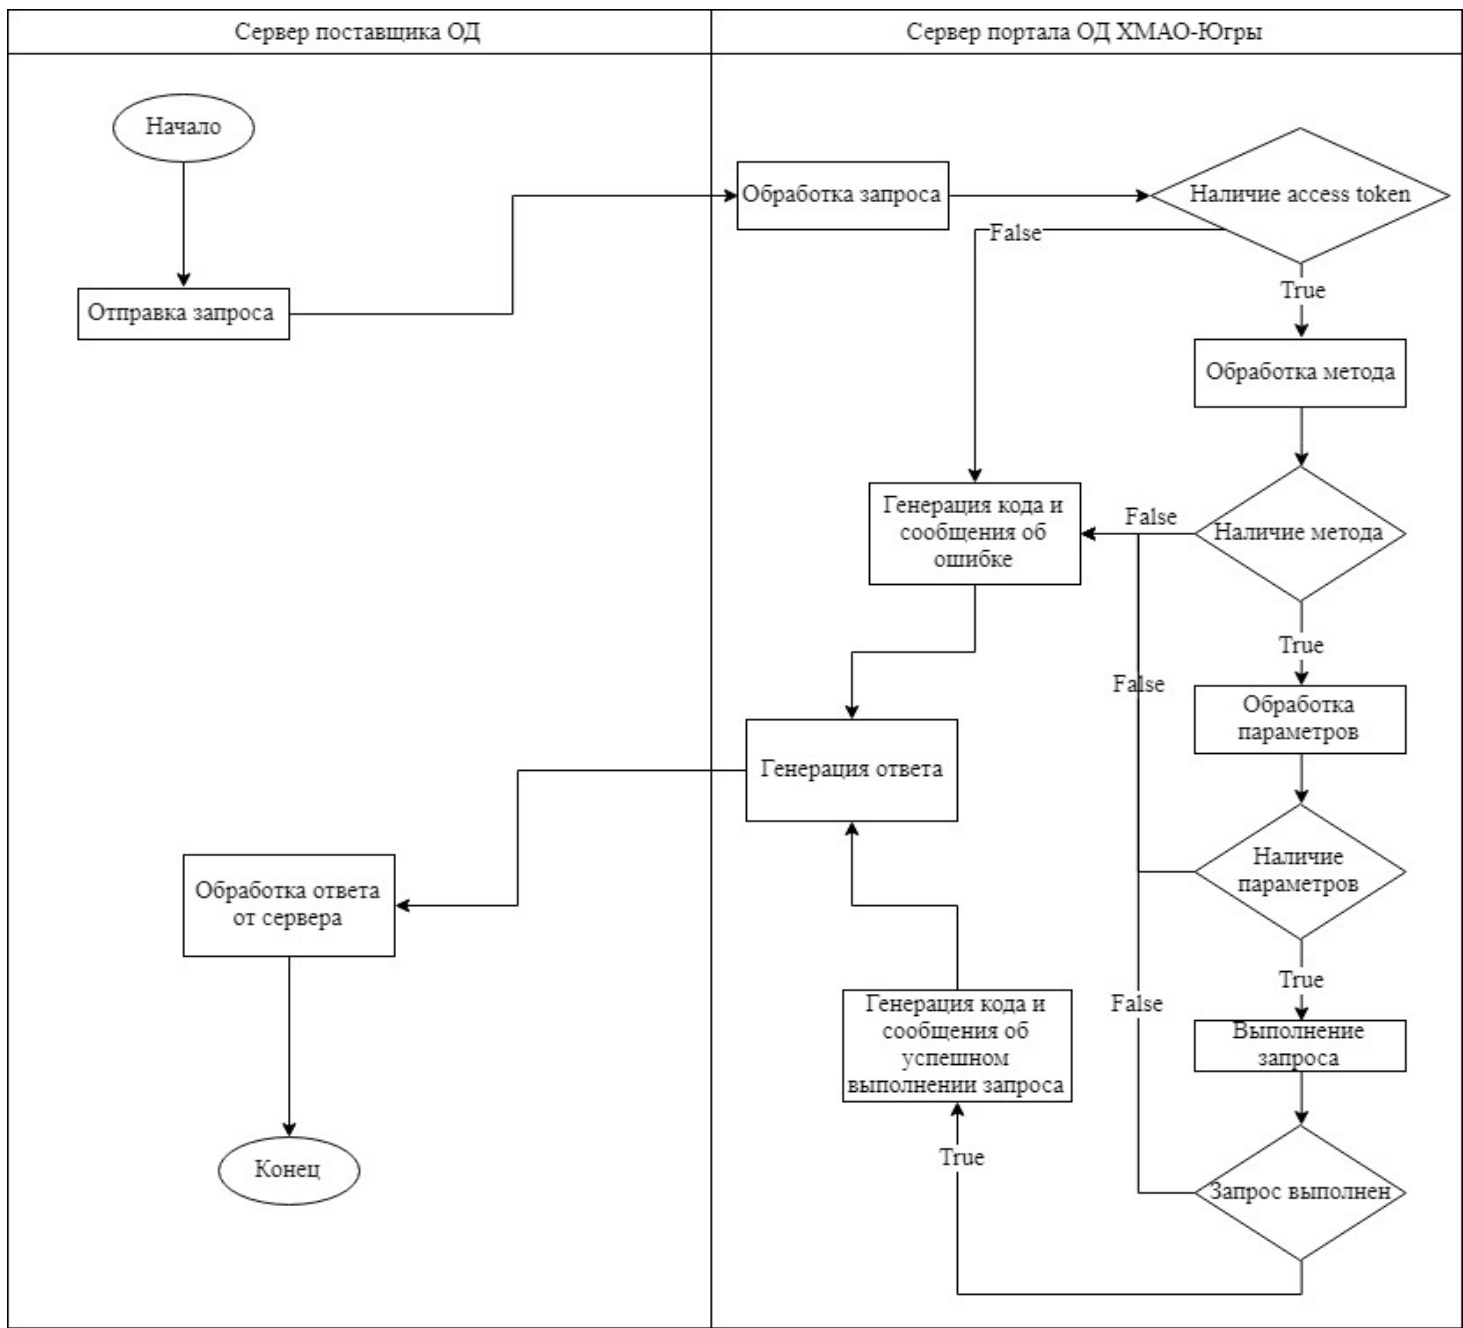 Сервер поставщика ОД
Сервер портала ОД ХМАО-Югры
Начало
Обработка запроса
Наличие access token
False
True
Отправка запроса
Обработка метода
Генерация кода и
сообщения об
ошибке
False
Наличие метода
True
False
Обработка
параметров
Генерация ответа
Наличие
параметров
Обработка ответа
от сервера
True
False
Генерация кода и
сообщения об
успешном
выполнении запроса
Выполнение
запроса
True
Конец
Запрос выполнен